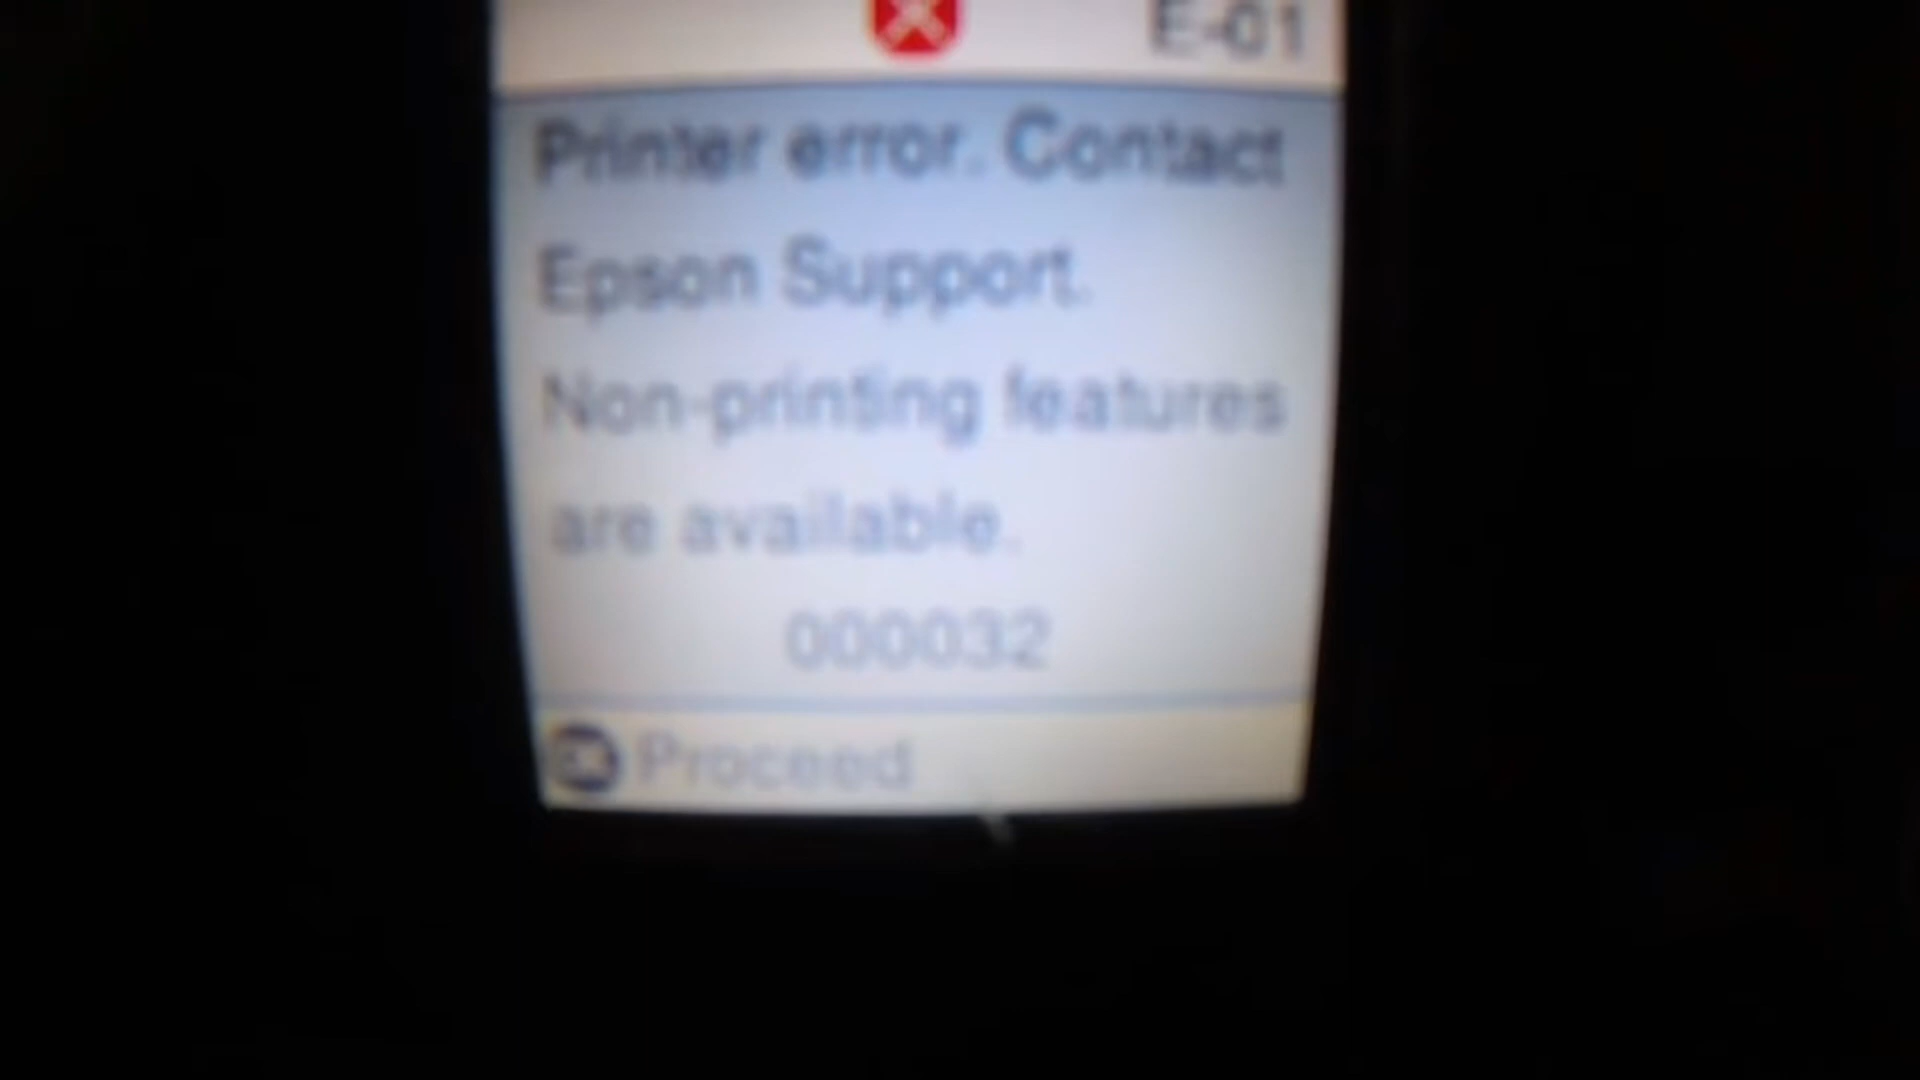 E-01
Printer error. Contact
Epson Support.
Non-printing features
are available.
000032
Proceed